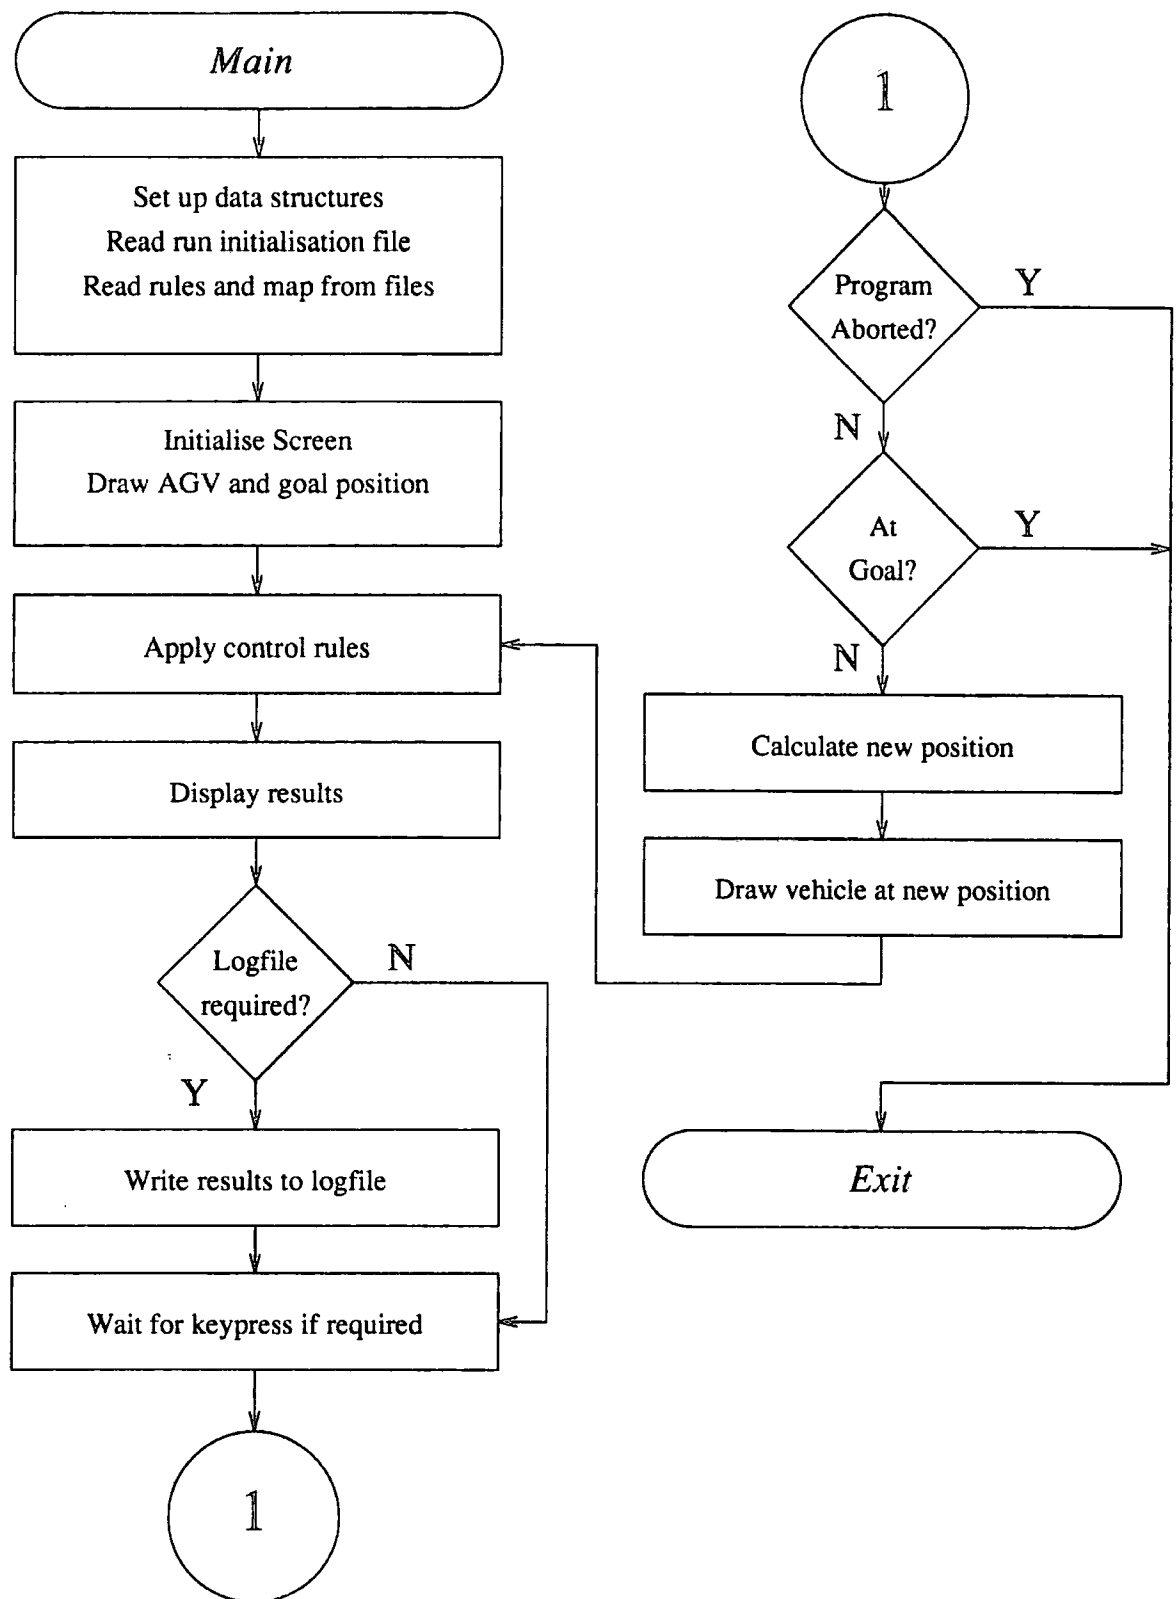 Main
Set up data structures
Read run initialisation file
Read rules and map from files
Initialise Screen
Draw AGV and goal position
Apply control rules
Display results
Logfile
required?
N
Y
Write results to logfile
Wait for keypress if required
1
1
Program
Aborted?
Y
N
At
Goal?
Y
N
Calculate new position
Draw vehicle at new position
Exit